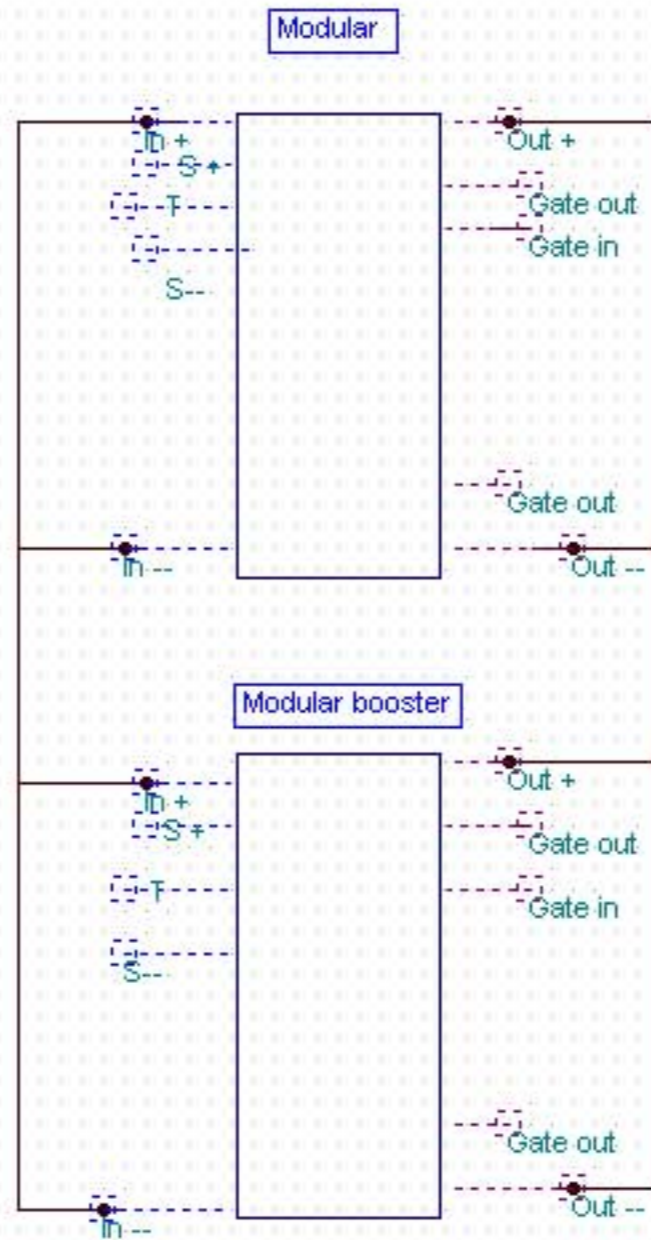 Modular
In +
Out +
S +
T
Gate out
Gate in
S--
Gate out
In --
Out --
Modular booster
In +
Out +
S +
Gate out
T
Gate in
S--
Gate out
In --
Out --